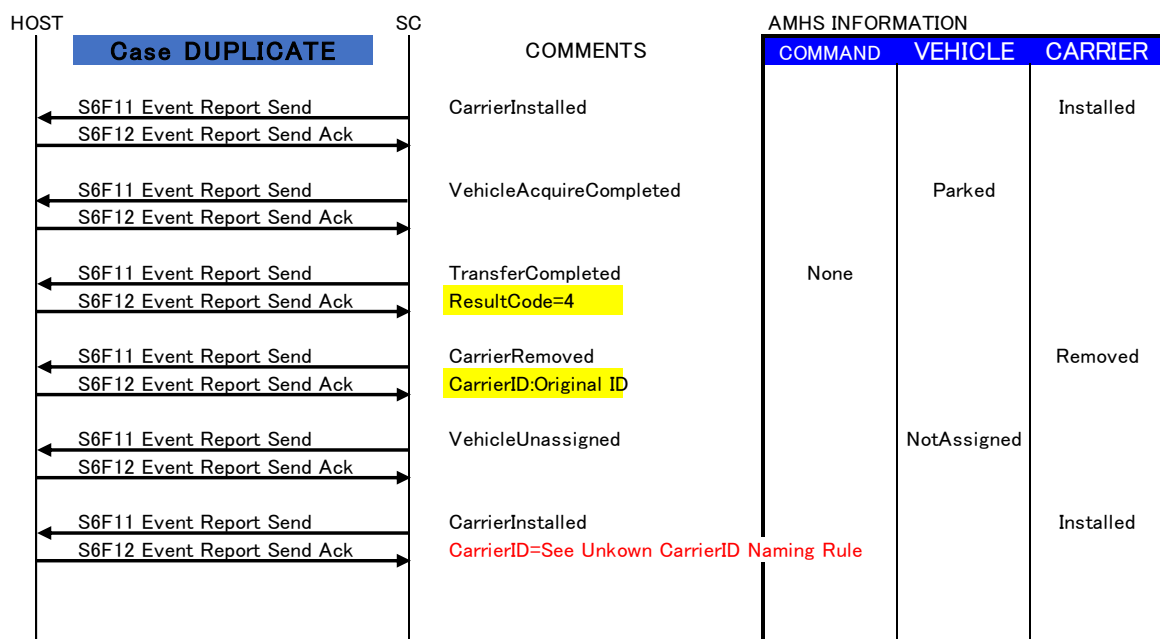 HOST SC AMHS INFORMATION
Case DUPLICATE COMMENTS COMMAND VEHICLE CARRIER
S6F11 Event Report Send CarrierInstalled Installed
S6F12 Event Report Send Ack
S6F11 Event Report Send VehicleAcquireCompleted Parked
S6F12 Event Report Send Ack
S6F11 Event Report Send TransferCompleted None
S6F12 Event Report Send Ack ResultCode=4
S6F11 Event Report Send CarrierRemoved Removed
S6F12 Event Report Send Ack CarrierID:Original ID
S6F11 Event Report Send VehicleUnassigned NotAssigned
S6F12 Event Report Send Ack
S6F11 Event Report Send CarrierInstalled Installed
S6F12 Event Report Send Ack CarrierID=See Unkown CarrierID Naming Rule